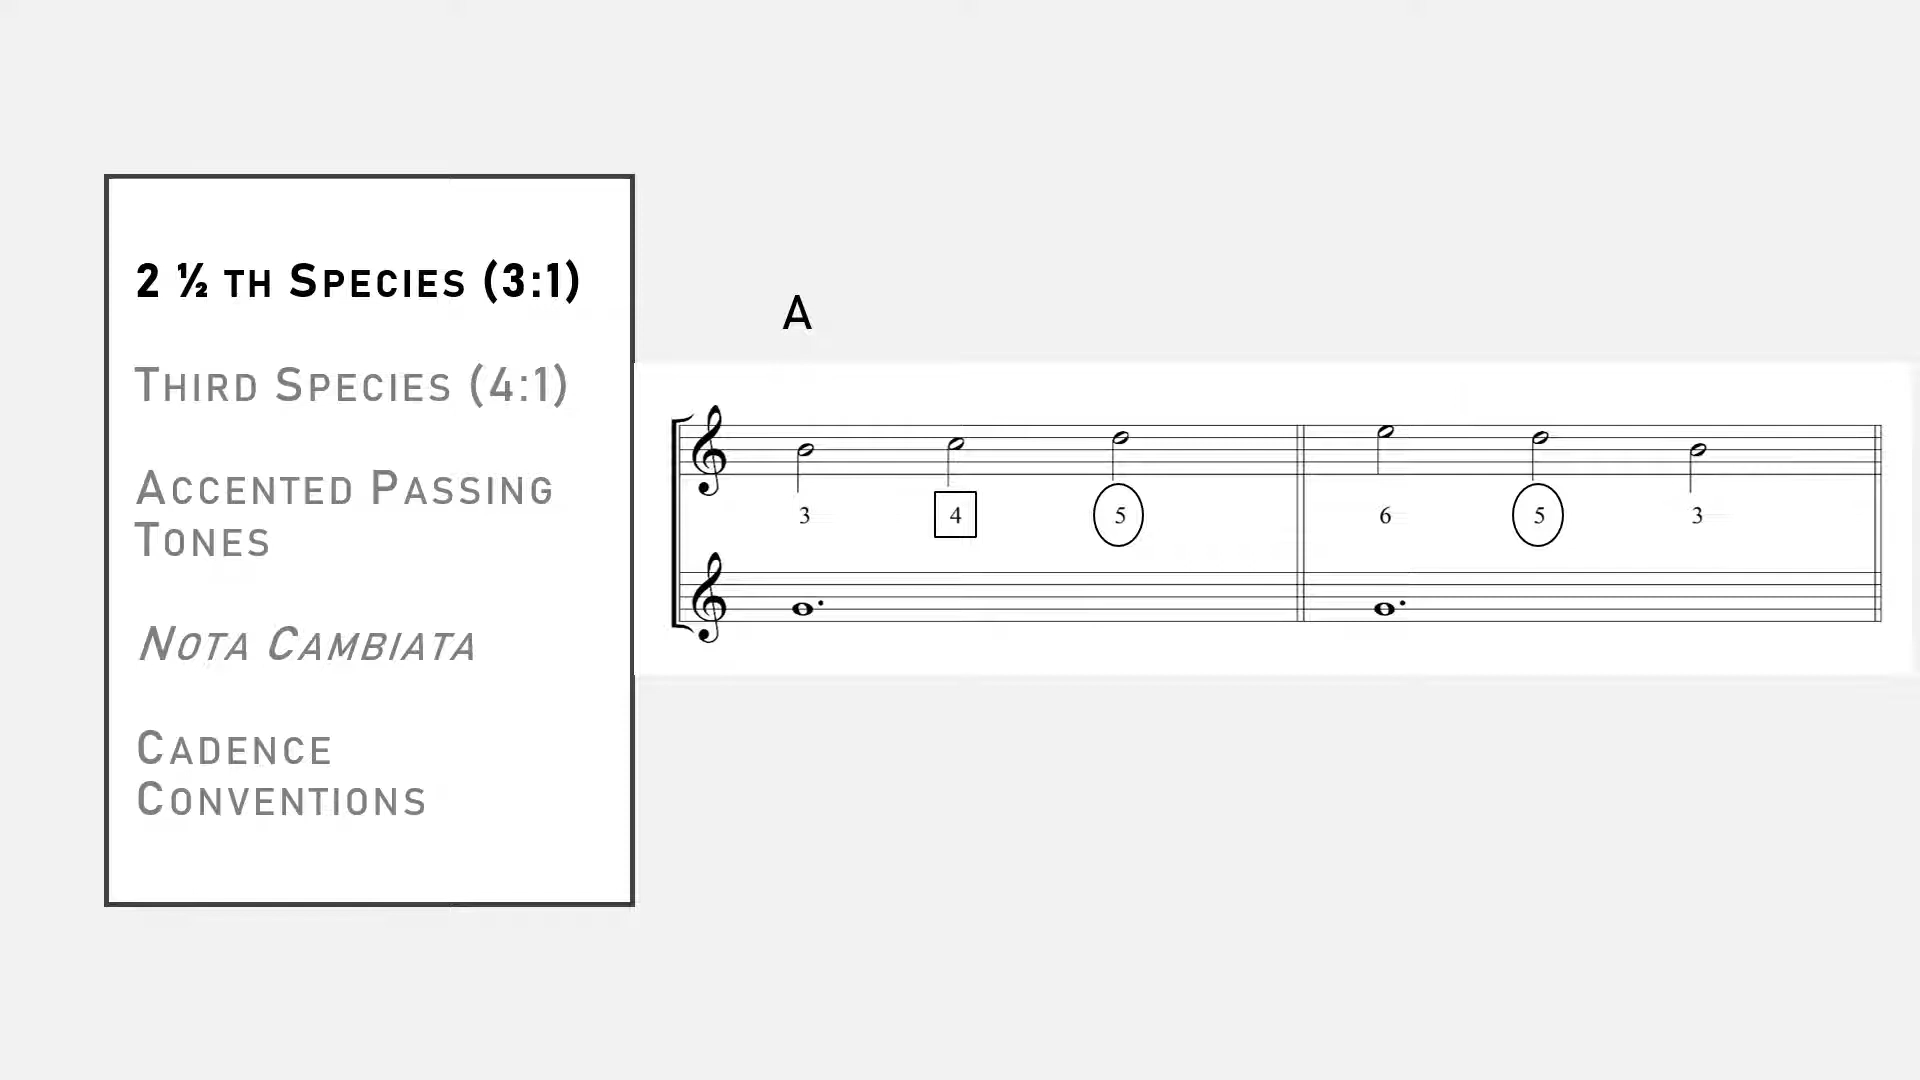 2 ½ TH SPECIES (3:1)
THIRD SPECIES (4:1)
ACCENTED PASSING
TONES
NOTA CAMBIATA
CADENCE
CONVENTIONS
A
3 4 5 6 5 3